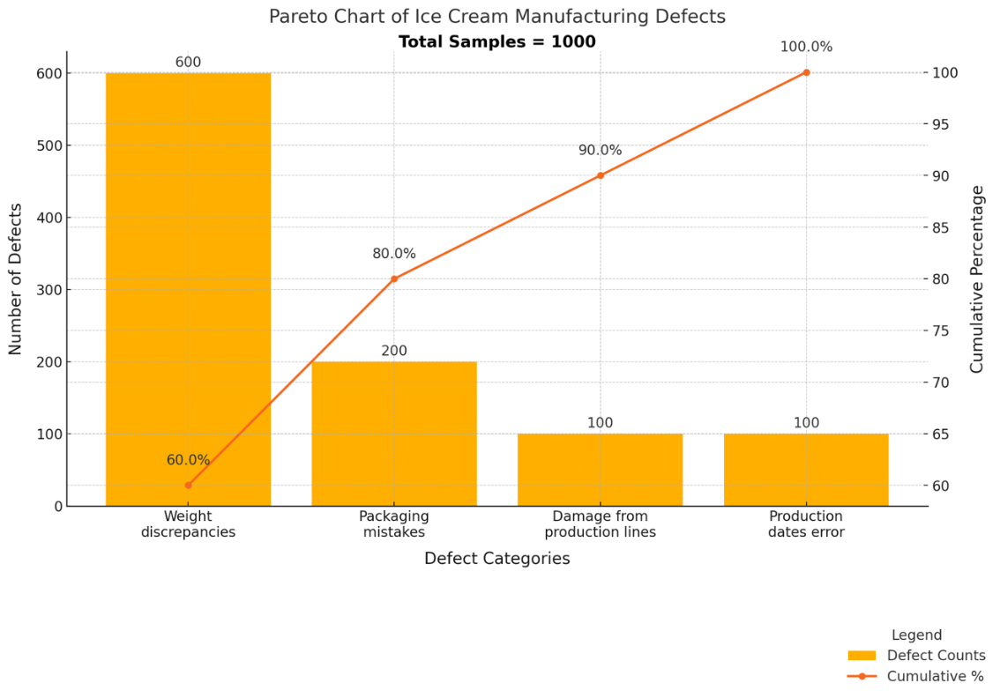 Pareto Chart of Ice Cream Manufacturing Defects
Total Samples = 1000
Number of Defects
600
500
400
300
200
100
0
600
200
100
100
60.0%
80.0%
90.0%
100.0%
100
95
90
85
80
75
70
65
60
Cumulative Percentage
Weight
discrepancies
Packaging
mistakes
Damage from
production lines
Production
dates error
Defect Categories
Legend
Defect Counts
Cumulative %